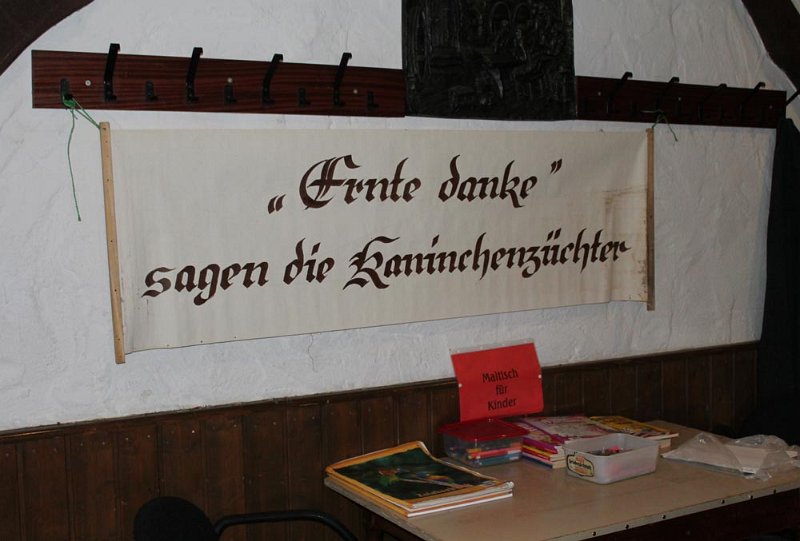 „Ernte danke”
sagen die Kaninchenzüchter
Maltisch
für
Kinder